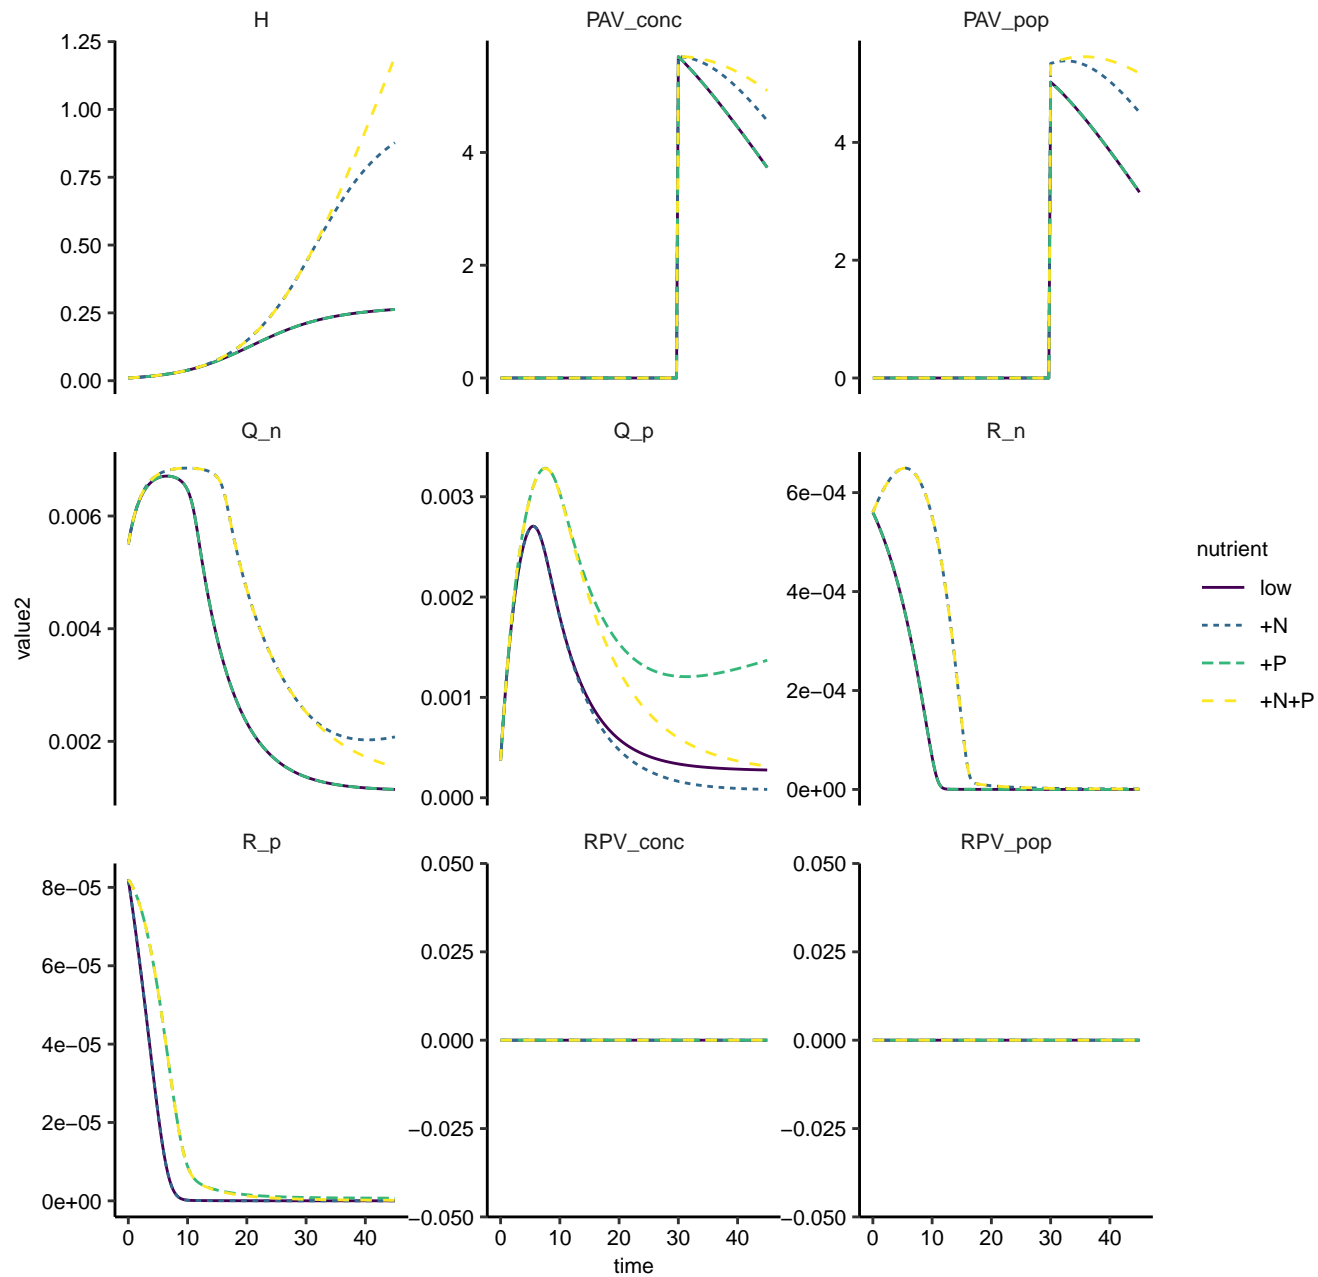 H
PAV_conc
PAV_pop
1.25
1.00
0.75
0.50
0.25
0.00
4
2
0
4
2
0
Q_n
Q_p
R_n
0.006
0.004
0.002
0.003
0.002
0.001
0.000
6e−04
4e−04
2e−04
0e+00
value2
nutrient
low
+N
+P
+N+P
R_p
RPV_conc
RPV_pop
8e−05
6e−05
4e−05
2e−05
0e+00
0.050
0.025
0.000
−0.025
−0.050
0.050
0.025
0.000
−0.025
−0.050
0 10 20 30 40
0 10 20 30 40
0 10 20 30 40
time